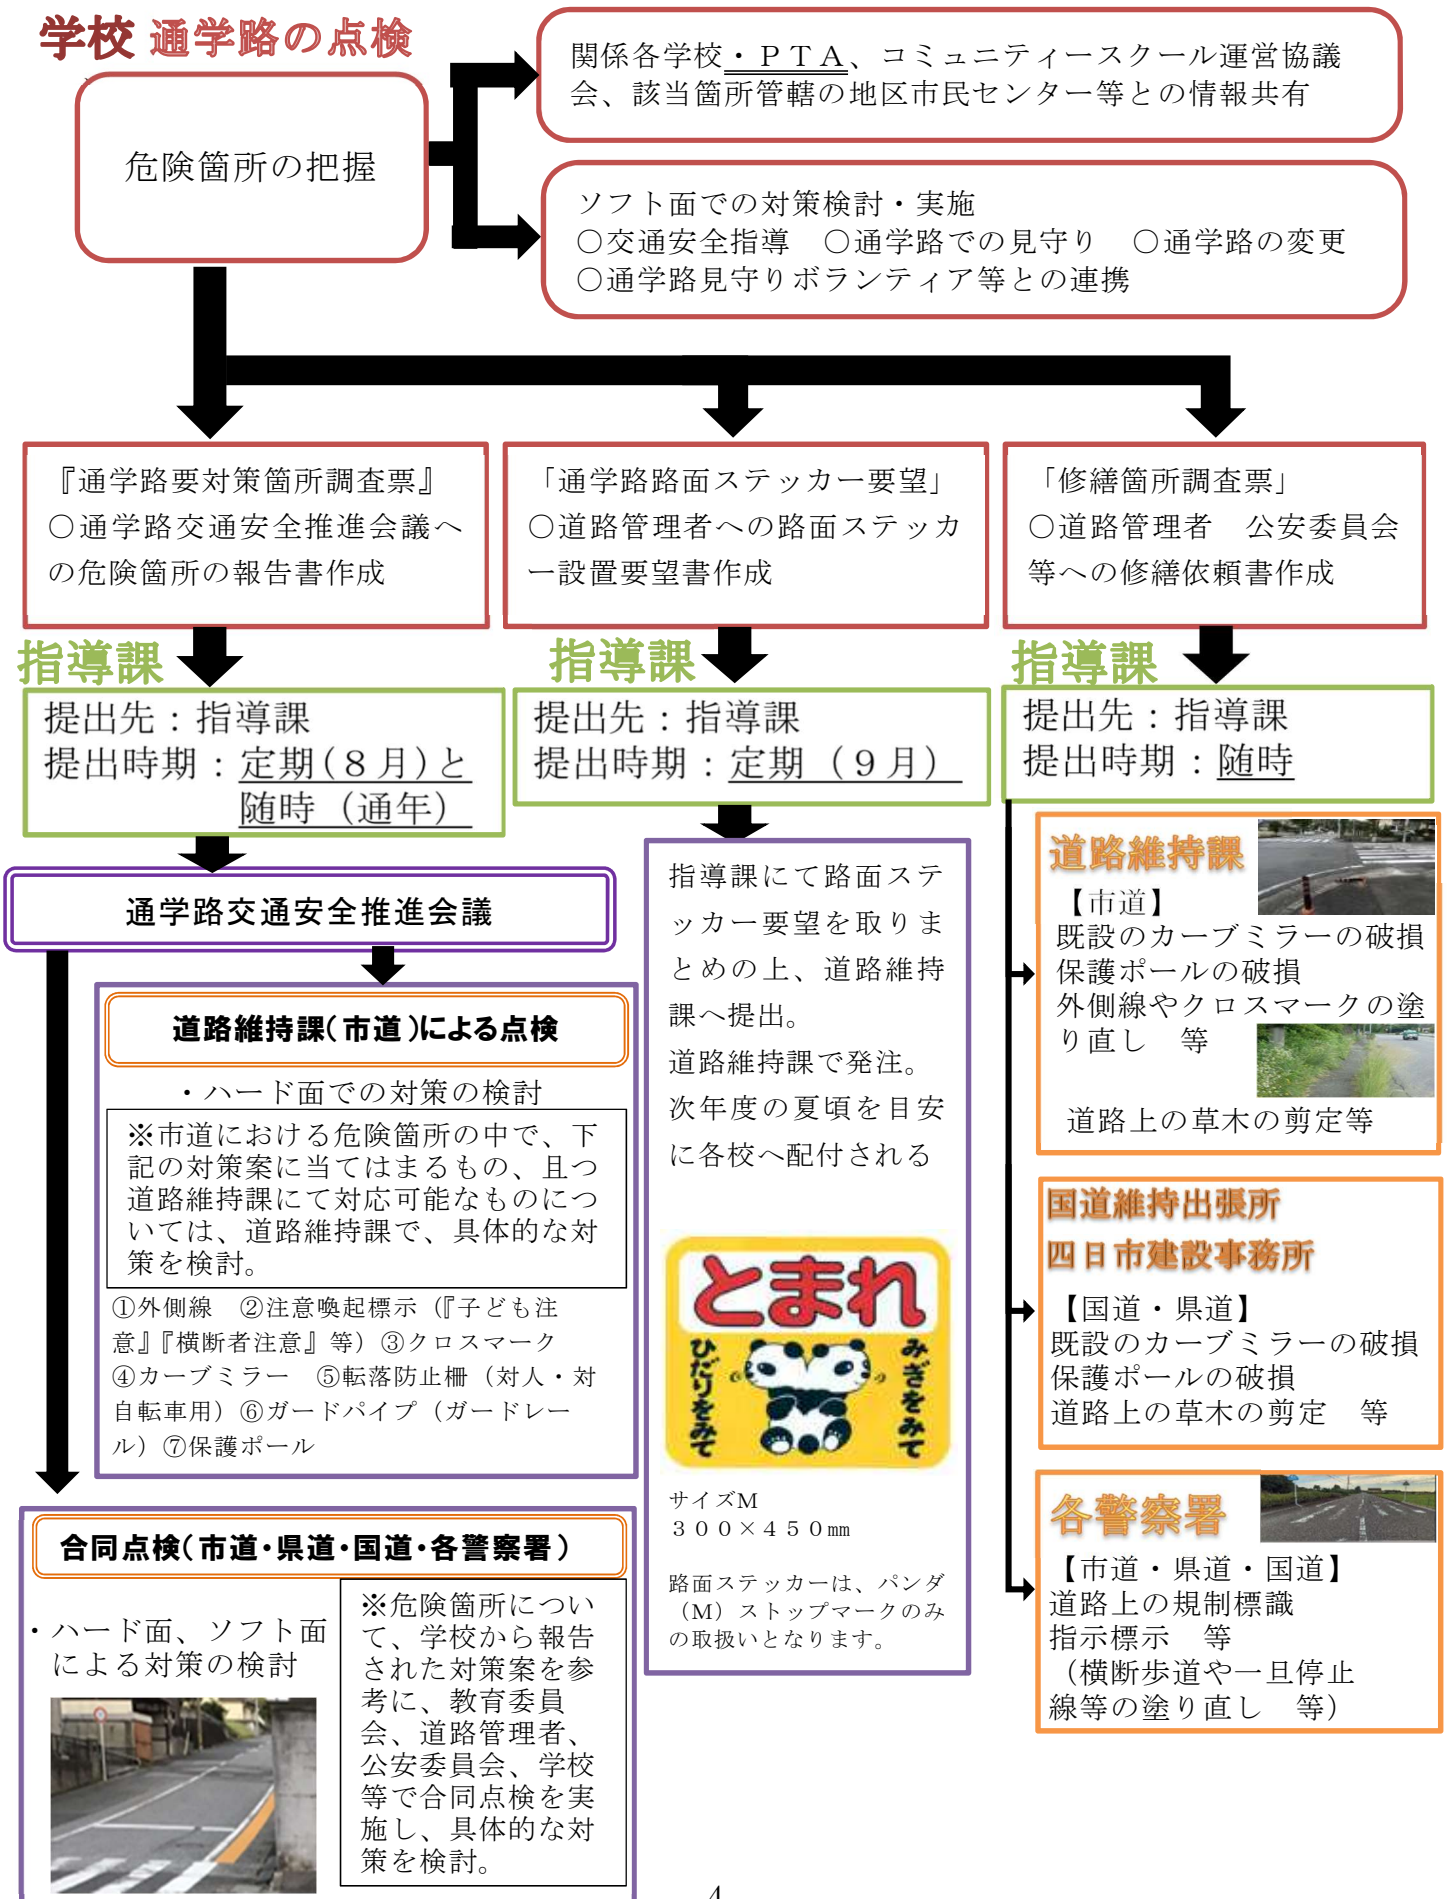 学校 通学路の点検
危険箇所の把握
関係各学校・ＰＴＡ、コミュニティースクール運営協議
会、該当箇所管轄の地区市民センター等との情報共有
ソフト面での対策検討・実施
○交通安全指導　○通学路での見守り　○通学路の変更
○通学路見守りボランティア等との連携
『通学路要対策箇所調査票』
○通学路交通安全推進会議へ
の危険箇所の報告書作成
「通学路路面ステッカー要望」
○道路管理者への路面ステッカ
ー設置要望書作成
「修繕箇所調査票」
○道路管理者　公安委員会
等への修繕依頼書作成
指導課
提出先：指導課
提出時期：定期(８月)と
随時（通年）
指導課
提出先：指導課
提出時期：定期（９月）
指導課
提出先：指導課
提出時期：随時
通学路交通安全推進会議
道路維持課(市道)による点検
・ハード面での対策の検討
※市道における危険箇所の中で、下
記の対策案に当てはまるもの、且つ
道路維持課にて対応可能なものにつ
いては、道路維持課で、具体的な対
策を検討。
①外側線　②注意喚起標示（『子ども注
意』『横断者注意』等）③クロスマーク
④カーブミラー　⑤転落防止柵（対人・対
自転車用）⑥ガードパイプ（ガードレー
ル）⑦保護ポール
合同点検(市道・県道・国道・各警察署)
・ハード面、ソフト面
による対策の検討
※危険箇所につい
て、学校から報告
された対策案を参
考に、教育委員
会、道路管理者、
公安委員会、学校
等で合同点検を実
施し、具体的な対
策を検討。
指導課にて路面ステ
ッカー要望を取りま
とめの上、道路維持
課へ提出。
道路維持課で発注。
次年度の夏頃を目安
に各校へ配付される
とまれ
みぎをみて
ひだりをみて
サイズＭ
３００×４５０㎜
路面ステッカーは、パンダ
（Ｍ）ストップマークのみ
の取扱いとなります。
道路維持課
【市道】
既設のカーブミラーの破損
保護ポールの破損
外側線やクロスマークの塗
り直し　等
道路上の草木の剪定等
国道維持出張所
四日市建設事務所
【国道・県道】
既設のカーブミラーの破損
保護ポールの破損
道路上の草木の剪定　等
各警察署
【市道・県道・国道】
道路上の規制標識
指示標示　等
（横断歩道や一旦停止
線等の塗り直し　等）
4